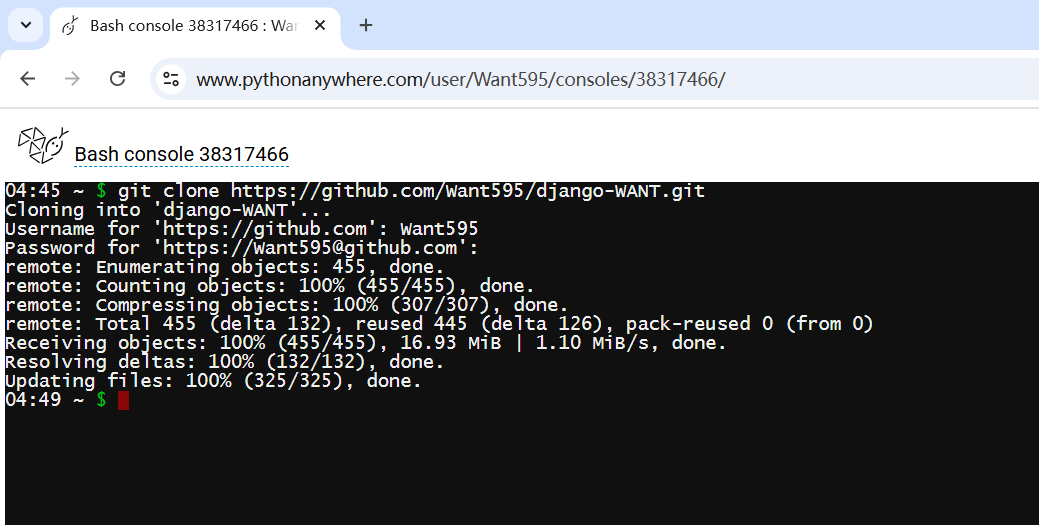 Bash console 38317466 : Wan
www.pythonanywhere.com/user/Want595/consoles/38317466/
Bash console 38317466
04:45 ~ $ git clone https://github.com/Want595/django-WANT.git
Cloning into 'django-WANT'...
Username for 'https://github.com': Want595
Password for 'https://Want595@github.com':
remote: Enumerating objects: 455, done.
remote: Counting objects: 100% (455/455), done.
remote: Compressing objects: 100% (307/307), done.
remote: Total 455 (delta 132), reused 445 (delta 126), pack-reused 0 (from 0)
Receiving objects: 100% (455/455), 16.93 MiB | 1.10 MiB/s, done.
Resolving deltas: 100% (132/132), done.
Updating files: 100% (325/325), done.
04:49 ~ $